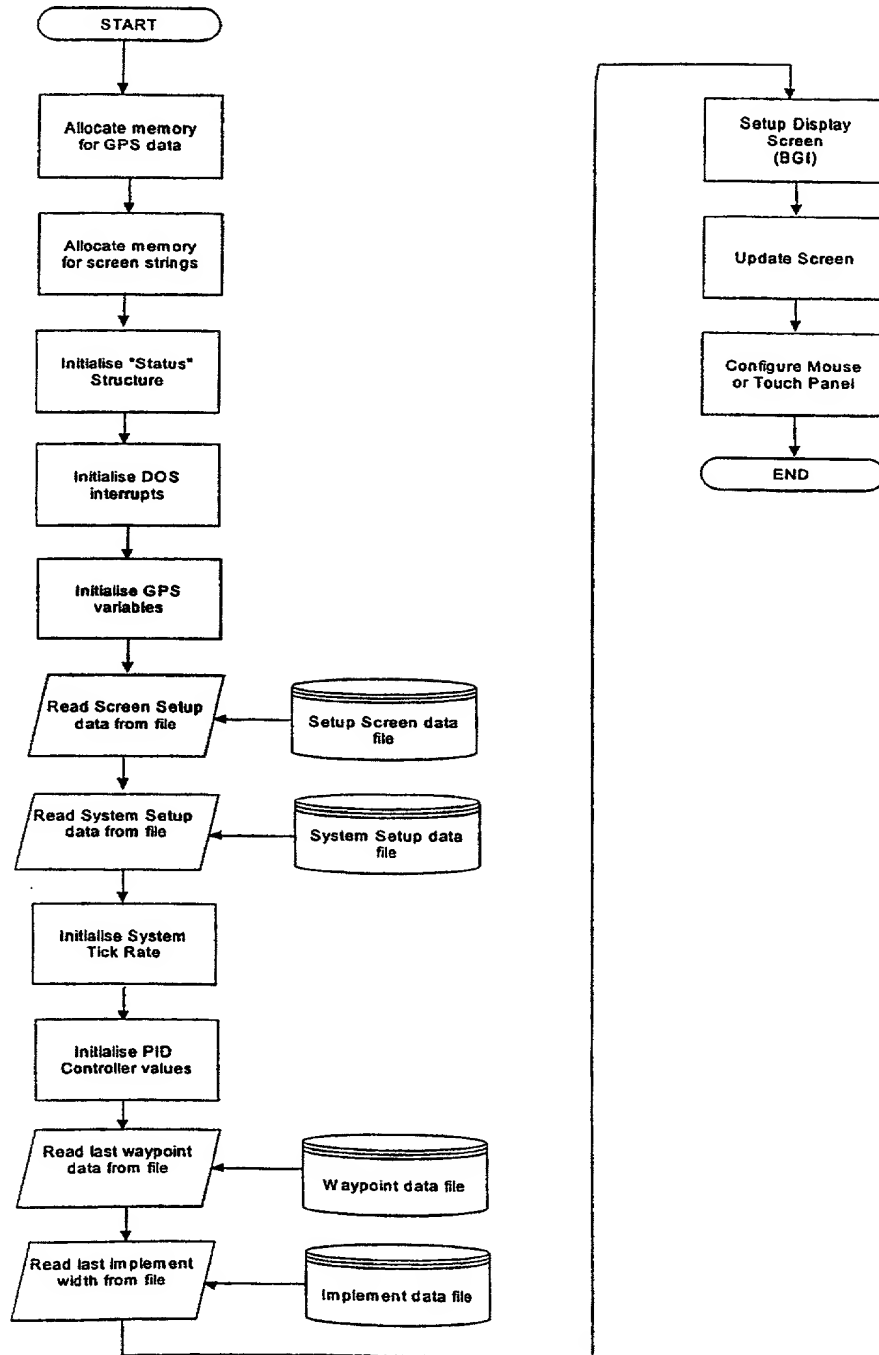 START
Allocate memory
for GPS data
Allocate memory
for screen strings
Initialise "Status"
Structure
Initialise DOS
interrupts
Initialise GPS
variables
Read Screen Setup
data from file
Setup Screen data
file
Read System Setup
data from file
System Setup data
file
Initialise System
Tick Rate
Initialise PID
Controller values
Read last waypoint
data from file
Waypoint data file
Read last implement
width from file
Implement data file
Setup Display
Screen
(BGI)
Update Screen
Configure Mouse
or Touch Panel
END